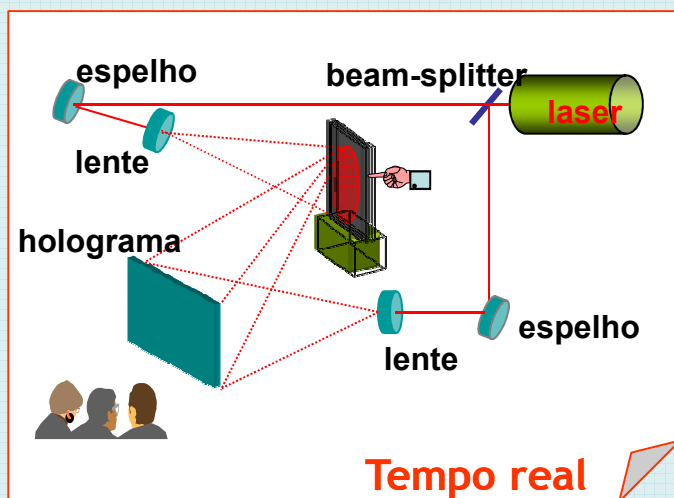 espelho
beam-splitter
laser
lente
holograma
espelho
lente
Tempo real